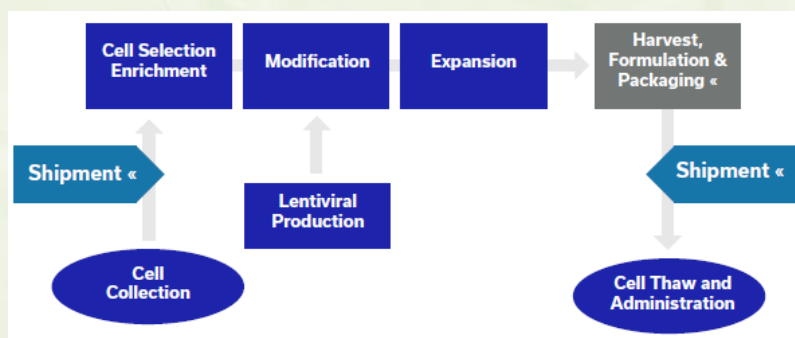 Cell Selection
Enrichment
Modification
Expansion
Harvest,
Formulation &
Packaging «
Shipment «
Shipment «
Lentiviral
Production
Cell
Collection
Cell Thaw and
Administration